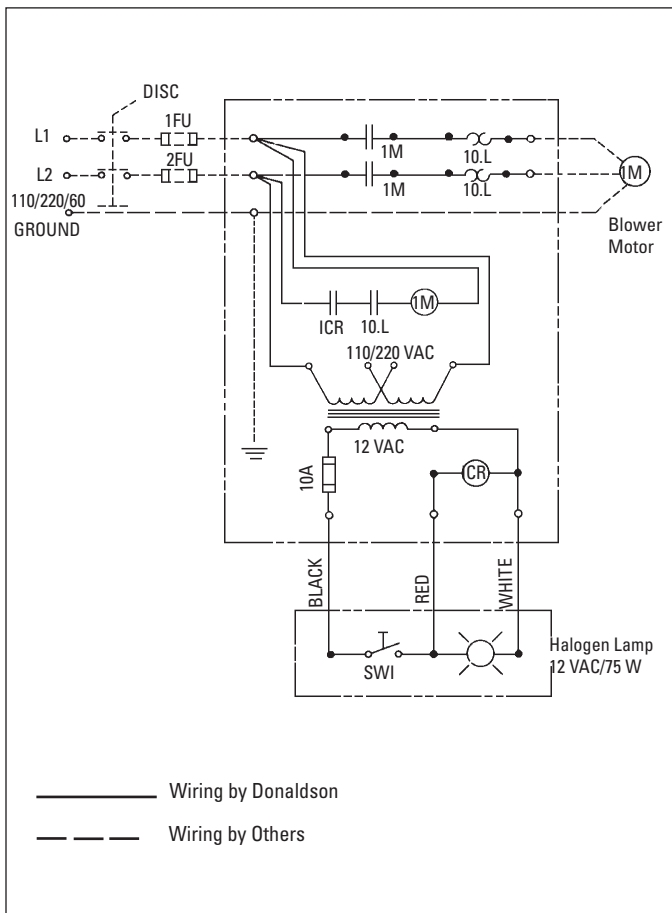 DISC
1FU
L1
1M
10.L
2FU
L2
1M
10.L
1M
110/220/60
GROUND
Blower
Motor
1M
ICR
10.L
110/220 VAC
12 VAC
10A
CR
BLACK
RED
WHITE
SWI
Halogen Lamp
12 VAC/75 W
Wiring by Donaldson
Wiring by Others